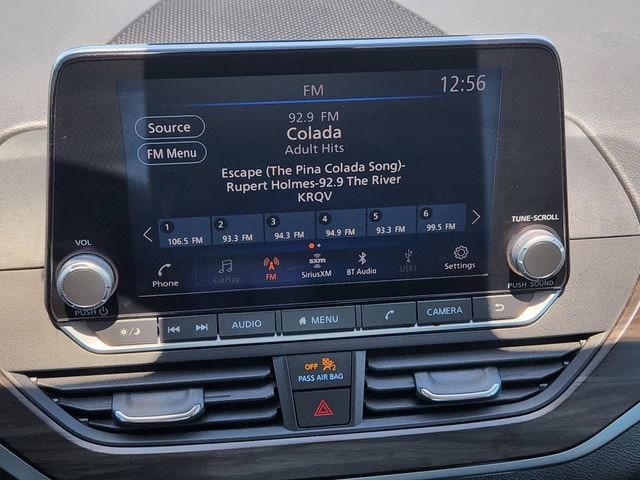 FM
12:56
92.9 FM
Source
Colada
Adult Hits
FM Menu
Escape (The Pina Colada Song)-
Rupert Holmes-92.9 The River
KRQV
1 2 3 4 5 6
106.5 FM 93.3 FM 94.3 FM 94.9 FM 93.3 FM 99.5 FM
sxm
Phone CarPlay FM SiriusXM BT Audio USB1 Settings
VOL
PUSH
TUNE·SCROLL
PUSH SOUND
AUDIO MENU CAMERA
OFF 2
PASS AIR BAG